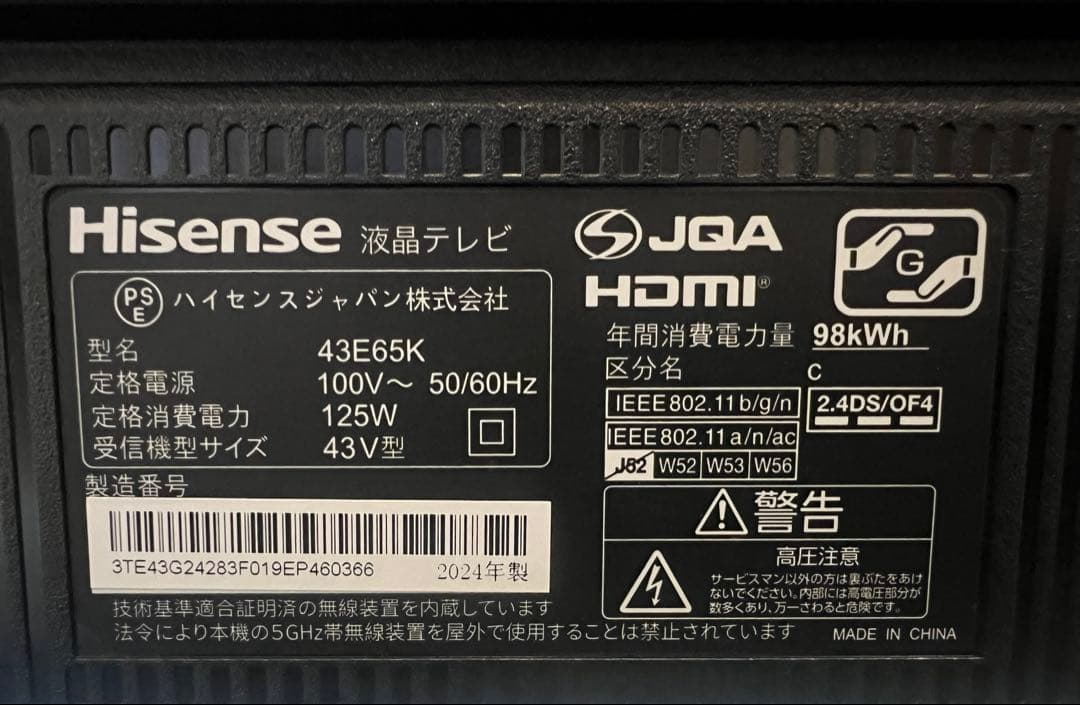 Hisense 液晶テレビ
PS
E
ハイセンスジャパン株式会社
型名 43E65K
定格電源 100V～ 50/60Hz
定格消費電力 125W
受信機型サイズ 43V型
製造番号
3TE43G24283F019EP460366 2024年製
技術基準適合証明済の無線装置を内蔵しています
法令により本機の5GHz帯無線装置を屋外で使用することは禁止されています
JQA
HDMI®
G
年間消費電力量 98kWh
区分名 C
IEEE802.11b/g/n
2.4DS/OF4
IEEE802.11a/n/ac
J52 W52 W53 W56
警告
高圧注意
サービスマン以外の方は裏ぶたをあけ
ないでください。内部には高電圧部分が
数多くあり、万一さわると危険です。
MADE IN CHINA